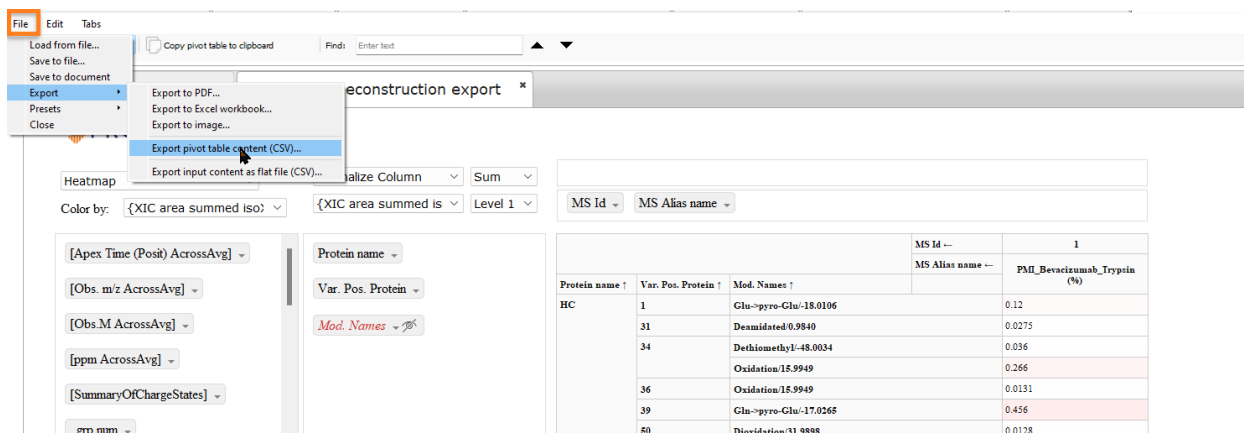 File Edit Tabs
Load from file...
Copy pivot table to clipboard Find: Enter text
Save to file...
Save to document
Export
Presets
Close
Export to PDF...
Export to Excel workbook...
Export to image...
Export pivot table content (CSV)...
Export input content as flat file (CSV)...
econstruction export ×
Heatmap
alize Column Sum
Color by: {XIC area summed iso}
{XIC area summed is Level 1
MS Id MS Alias name
[Apex Time (Posit) AcrossAvg]
[Obs. m/z AcrossAvg]
[Obs.M AcrossAvg]
[ppm AcrossAvg]
[SummaryOfChargeStates]
grp num
Protein name
Var. Pos. Protein
Mod. Names
MS Id ← 1
MS Alias name ← PMI_Bevacizumab_Trypsin
(%)
Protein name ↑ Var. Pos. Protein ↑ Mod. Names ↑
HC 1 Glu->pyro-Glu/-18.0106 0.12
31 Deamidated/0.9840 0.0275
34 Dethiomethyl/-48.0034 0.036
Oxidation/15.9949 0.266
36 Oxidation/15.9949 0.0131
39 Gln->pyro-Glu/-17.0265 0.456
50 Dioxidation/31.9898 0.0128